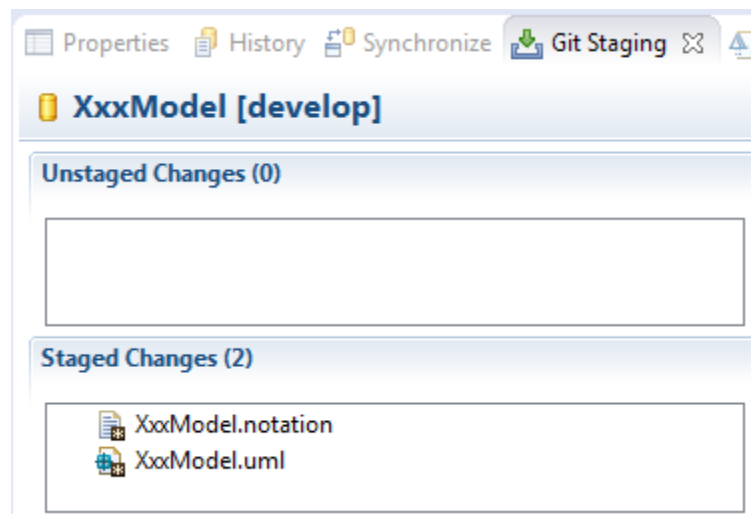 Properties History Synchronize Git Staging
XxxModel [develop]
Unstaged Changes (0)
Staged Changes (2)
XxxModel.notation
XxxModel.uml